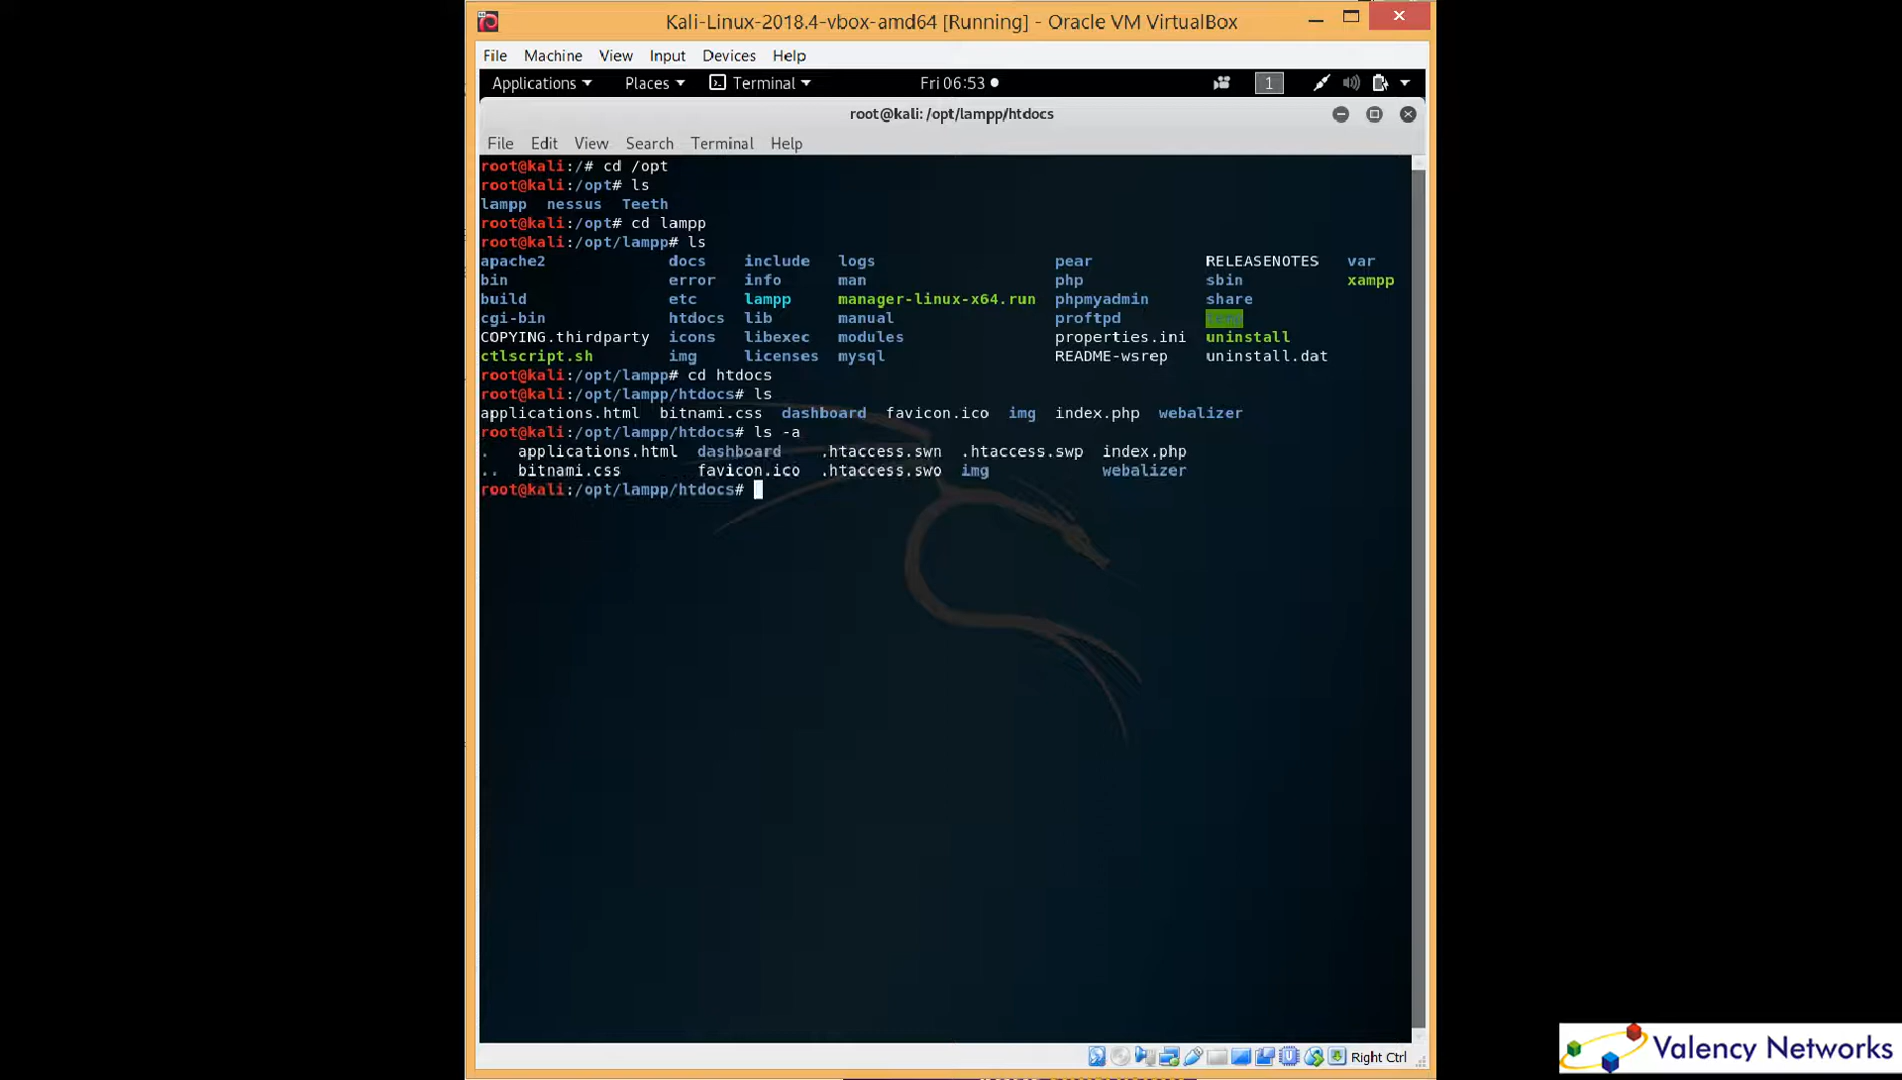 Kali-Linux-2018.4-vbox-amd64 [Running] - Oracle VM VirtualBox
File Machine View Input Devices Help
Applications Places Terminal Fri 06:53 1
root@kali: /opt/lampp/htdocs
File Edit View Search Terminal Help
root@kali:/# cd /opt
root@kali:/opt# ls
lampp nessus Teeth
root@kali:/opt# cd lampp
root@kali:/opt/lampp# ls
apache2 docs include logs pear RELEASENOTES var
bin error info man php sbin xampp
build etc lampp manager-linux-x64.run phpmyadmin share
cgi-bin htdocs lib manual proftpd temp
COPYING.thirdparty icons libexec modules properties.ini uninstall
ctlscript.sh img licenses mysql README-wsrep uninstall.dat
root@kali:/opt/lampp# cd htdocs
root@kali:/opt/lampp/htdocs# ls
applications.html bitnami.css dashboard favicon.ico img index.php webalizer
root@kali:/opt/lampp/htdocs# ls -a
. applications.html dashboard .htaccess.swn .htaccess.swp index.php
.. bitnami.css favicon.ico .htaccess.swo img webalizer
root@kali:/opt/lampp/htdocs#
Right Ctrl
Valency Networks